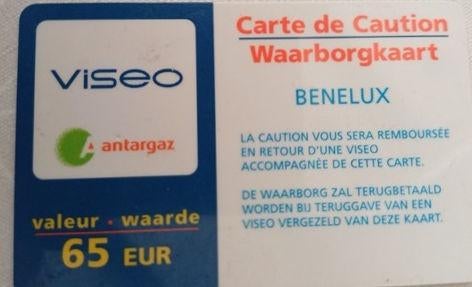 VISEO
antargaz
valeur · waarde
65 EUR
Carte de Caution
Waarborgkaart
BENELUX
LA CAUTION VOUS SERA REMBOURSÉE
EN RETOUR D'UNE VISEO
ACCOMPAGNÉE DE CETTE CARTE.
DE WAARBORG ZAL TERUGBETAALD
WORDEN BIJ TERUGGAVE VAN EEN
VISEO VERGEZELD VAN DEZE KAART.